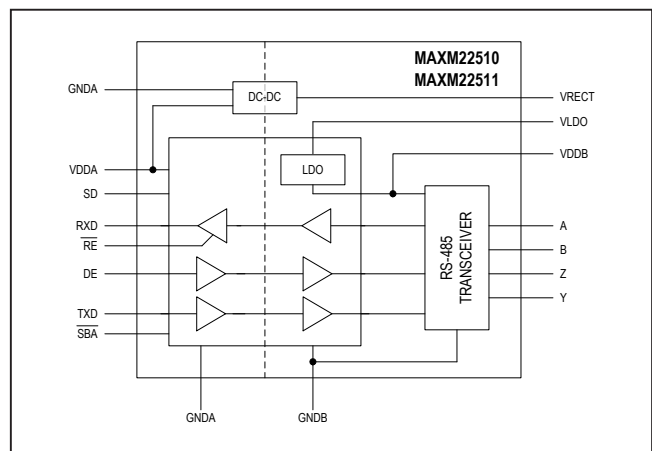 MAXM22510
MAXM22511
GNDA
DC-DC
VRECT
VLDO
VDDB
VDDA
LDO
SD
RXD
RE
DE
TXD
SBA
RS-485
TRANSCEIVER
A
B
Z
Y
GNDA
GNDB